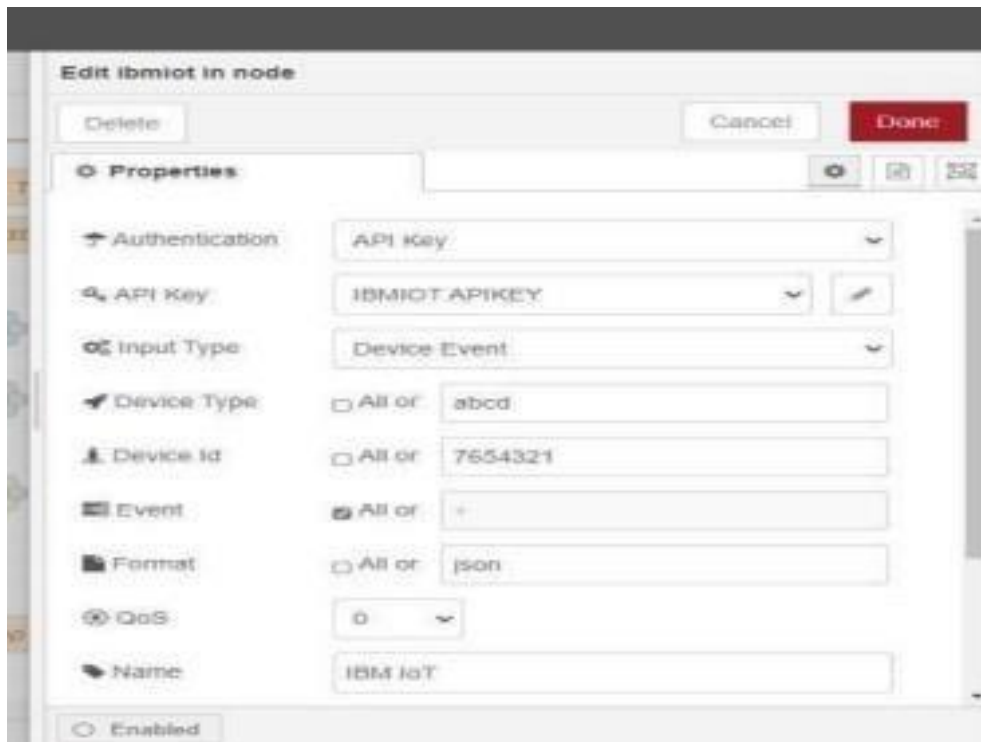 Edit ibmiot in node
Delete Cancel Done
Properties
Authentication API Key
API Key IBMIOT APIKEY
Input Type Device Event
Device Type All or abcd
Device Id All or 7654321
Event All or +
Format All or json
QoS 0
Name IBM IoT
Enabled